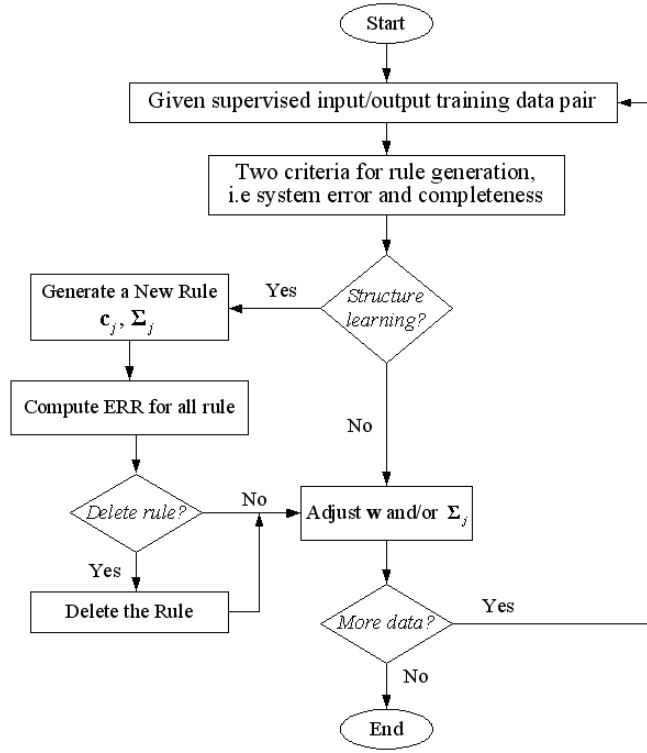 Start
Given supervised input/output training data pair
Two criteria for rule generation,
i.e system error and completeness
Structure
learning?
Yes
Generate a New Rule
c_j, Σ_j
Compute ERR for all rule
No
Delete rule?
No
Adjust w and/or Σ_j
Yes
Delete the Rule
More data?
Yes
No
End